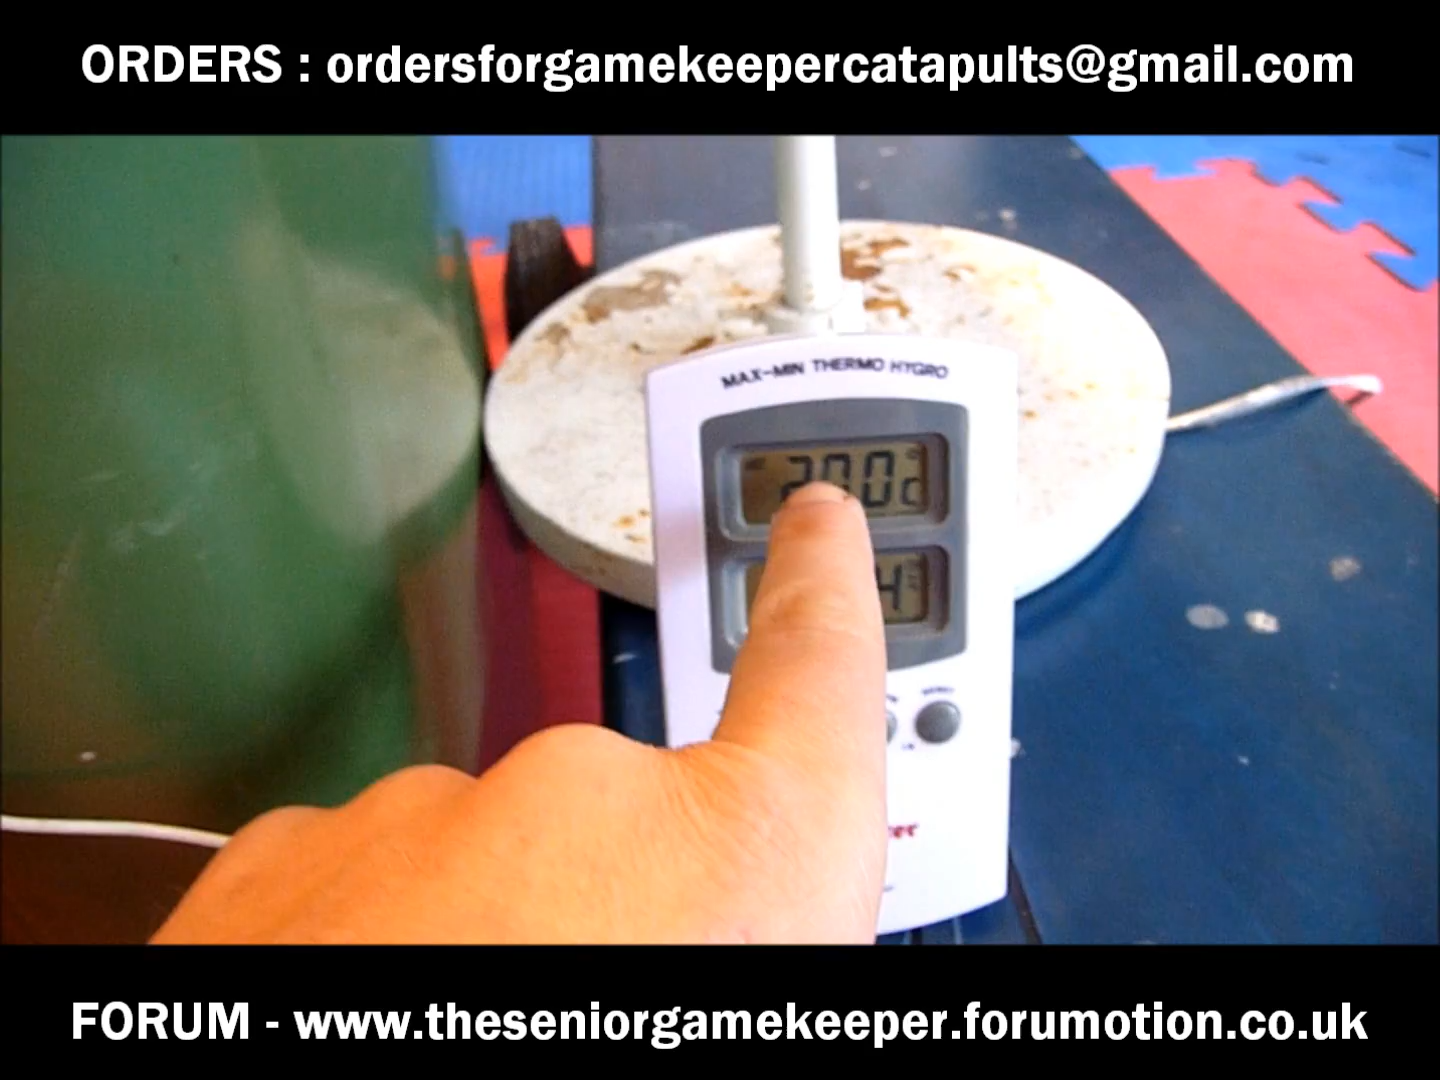 ORDERS : ordersforgamekeepercatapults@gmail.com
MAX-MIN THERMO HYGRO
FORUM - www.theseniorgamekeeper.forumotion.co.uk